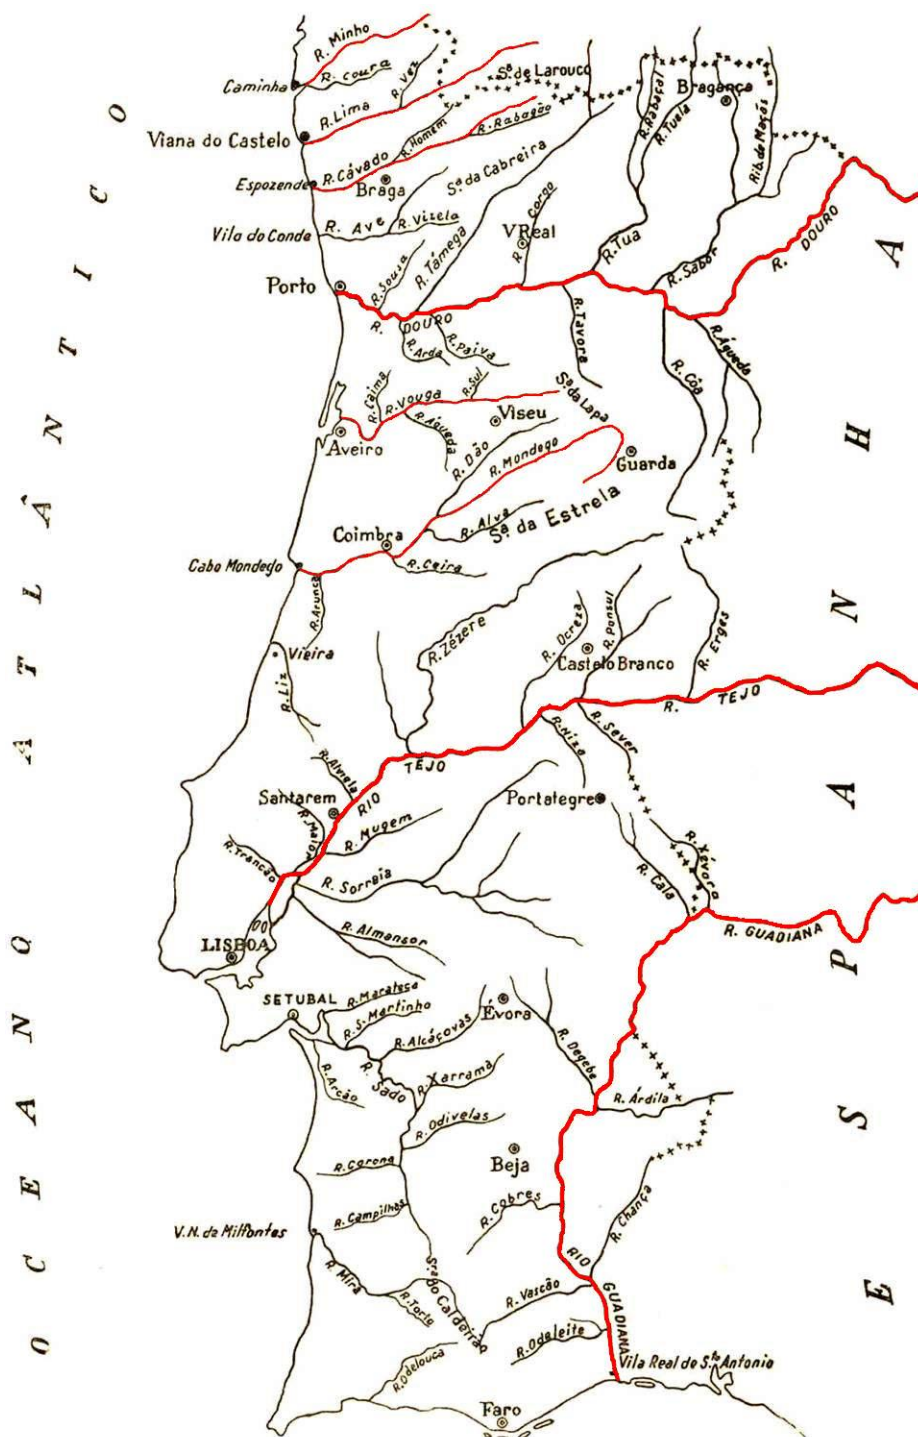 R. Minho
R. Coura
R. Vez
Sª. de Larouco
Caminha
R. Lima
Viana do Castelo
R. Homem
R. Rabagão
R. Rabaçal
R. Tuela
Bragança
Rib. de Maçãs
R. Cávado
Espozende
Braga
Sª. da Cabreira
R. Ave
R. Vizela
Vila do Conde
R. Corgo
V Real
R. Tua
R. Sabor
R. DOURO
Porto
R. Sousa
R. Tâmega
R. DOURO
R. Arda
R. Paiva
R. Távora
R. Águeda
R. Côa
R. Caima
R. Vouga
R. Sul
Sª. da Lapa
Aveiro
R. Águeda
Viseu
R. Dão
R. Mondego
Guarda
Coimbra
R. Alva
Sª. da Estrela
Cabo Mondego
R. Ceira
R. Arunca
Vieira
R. Liz
R. Zézere
R. Ocreza
R. Ponsul
Castelo Branco
R. Erges
R. TEJO
R. Niza
R. Sever
RIO TEJO
R. Alviela
Santarem
R. Maior
R. Mugem
Portalegre
R. Trancão
R. Sorraia
R. Caia
R. Xévora
R. GUADIANA
LISBOA
R. Almansor
SETUBAL
R. Marateca
R. S. Martinho
R. Alcáçovas
Évora
R. Degebe
R. Arcão
R. Sado
R. Xarrama
R. Odivelas
R. Árdila
R. Corona
Beja
R. Campilhas
R. Cobres
R. Chança
V. N. da Milfontes
R. Mira
R. Torto
Srª. do Caldeirão
R. Vascão
RIO GUADIANA
R. Odeleite
R. Odelouca
Vila Real de S.to Antonio
Faro
OCEANO ATLÂNTICO
ESPANHA